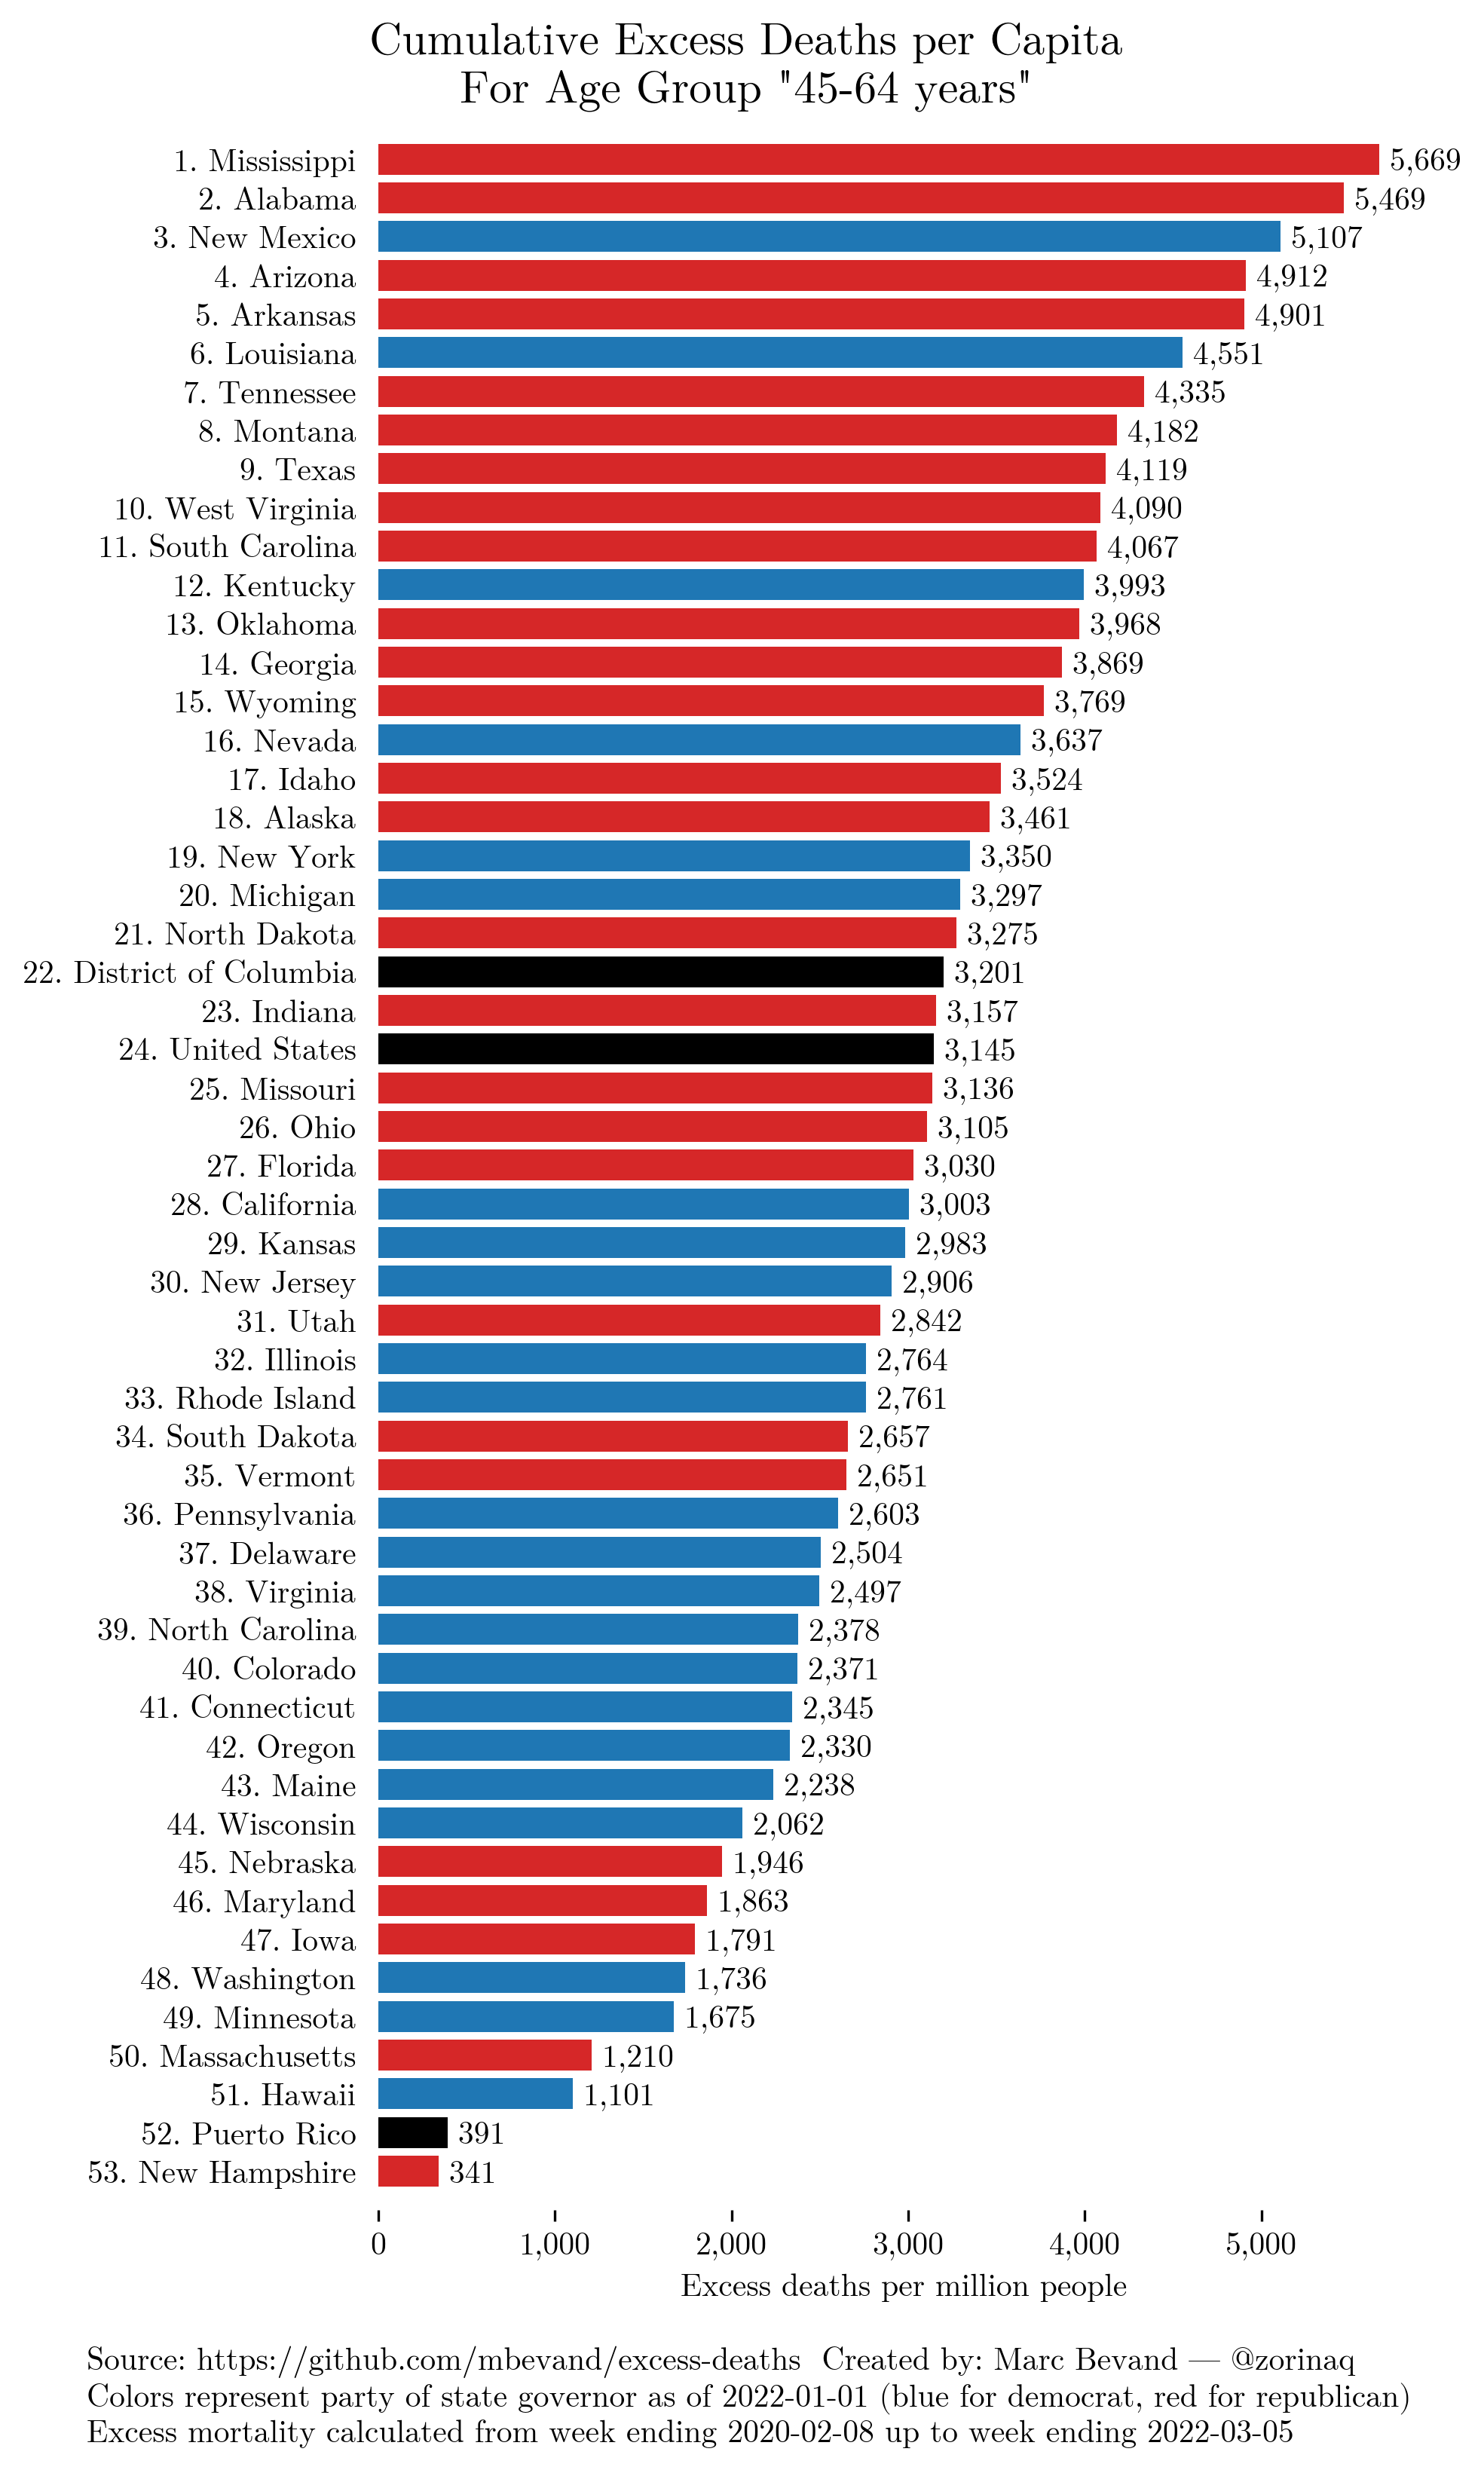 Cumulative Excess Deaths per Capita
For Age Group "45-64 years"
1. Mississippi 5,669
2. Alabama 5,469
3. New Mexico 5,107
4. Arizona 4,912
5. Arkansas 4,901
6. Louisiana 4,551
7. Tennessee 4,335
8. Montana 4,182
9. Texas 4,119
10. West Virginia 4,090
11. South Carolina 4,067
12. Kentucky 3,993
13. Oklahoma 3,968
14. Georgia 3,869
15. Wyoming 3,769
16. Nevada 3,637
17. Idaho 3,524
18. Alaska 3,461
19. New York 3,350
20. Michigan 3,297
21. North Dakota 3,275
22. District of Columbia 3,201
23. Indiana 3,157
24. United States 3,145
25. Missouri 3,136
26. Ohio 3,105
27. Florida 3,030
28. California 3,003
29. Kansas 2,983
30. New Jersey 2,906
31. Utah 2,842
32. Illinois 2,764
33. Rhode Island 2,761
34. South Dakota 2,657
35. Vermont 2,651
36. Pennsylvania 2,603
37. Delaware 2,504
38. Virginia 2,497
39. North Carolina 2,378
40. Colorado 2,371
41. Connecticut 2,345
42. Oregon 2,330
43. Maine 2,238
44. Wisconsin 2,062
45. Nebraska 1,946
46. Maryland 1,863
47. Iowa 1,791
48. Washington 1,736
49. Minnesota 1,675
50. Massachusetts 1,210
51. Hawaii 1,101
52. Puerto Rico 391
53. New Hampshire 341
0 1,000 2,000 3,000 4,000 5,000
Excess deaths per million people
Source: https://github.com/mbevand/excess-deaths Created by: Marc Bevand — @zorinaq
Colors represent party of state governor as of 2022-01-01 (blue for democrat, red for republican)
Excess mortality calculated from week ending 2020-02-08 up to week ending 2022-03-05